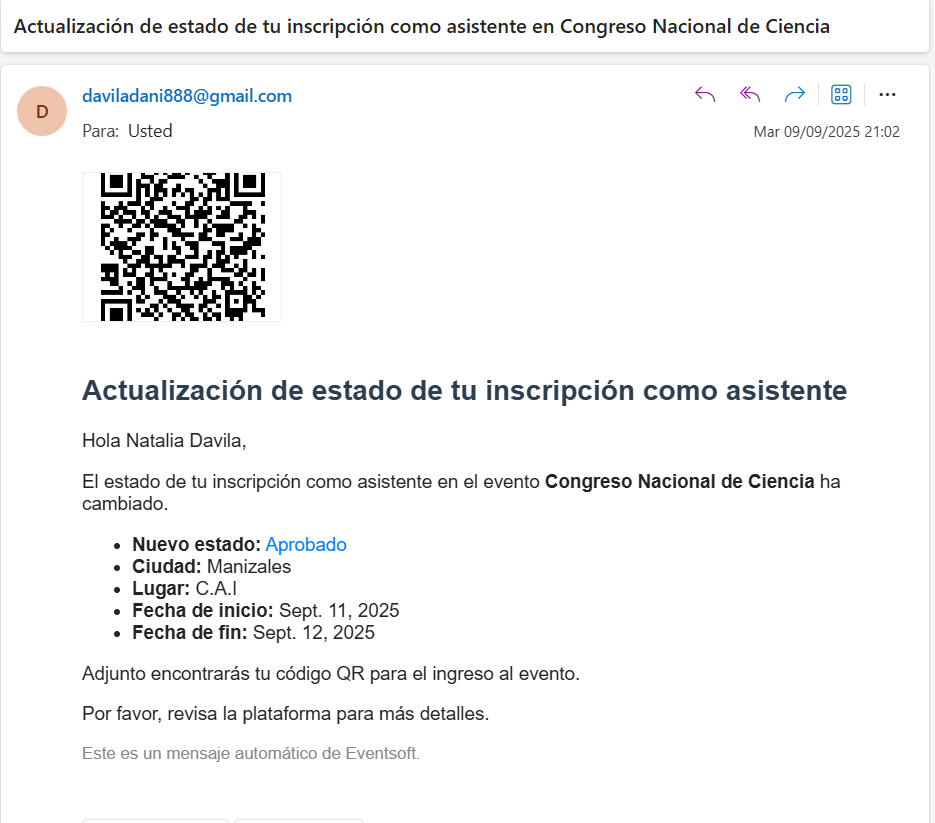 Actualización de estado de tu inscripción como asistente en Congreso Nacional de Ciencia
D
daviladani888@gmail.com
Para: Usted
Mar 09/09/2025 21:02
Actualización de estado de tu inscripción como asistente
Hola Natalia Davila,
El estado de tu inscripción como asistente en el evento Congreso Nacional de Ciencia ha
cambiado.
• Nuevo estado: Aprobado
• Ciudad: Manizales
• Lugar: C.A.I
• Fecha de inicio: Sept. 11, 2025
• Fecha de fin: Sept. 12, 2025
Adjunto encontrarás tu código QR para el ingreso al evento.
Por favor, revisa la plataforma para más detalles.
Este es un mensaje automático de Eventsoft.